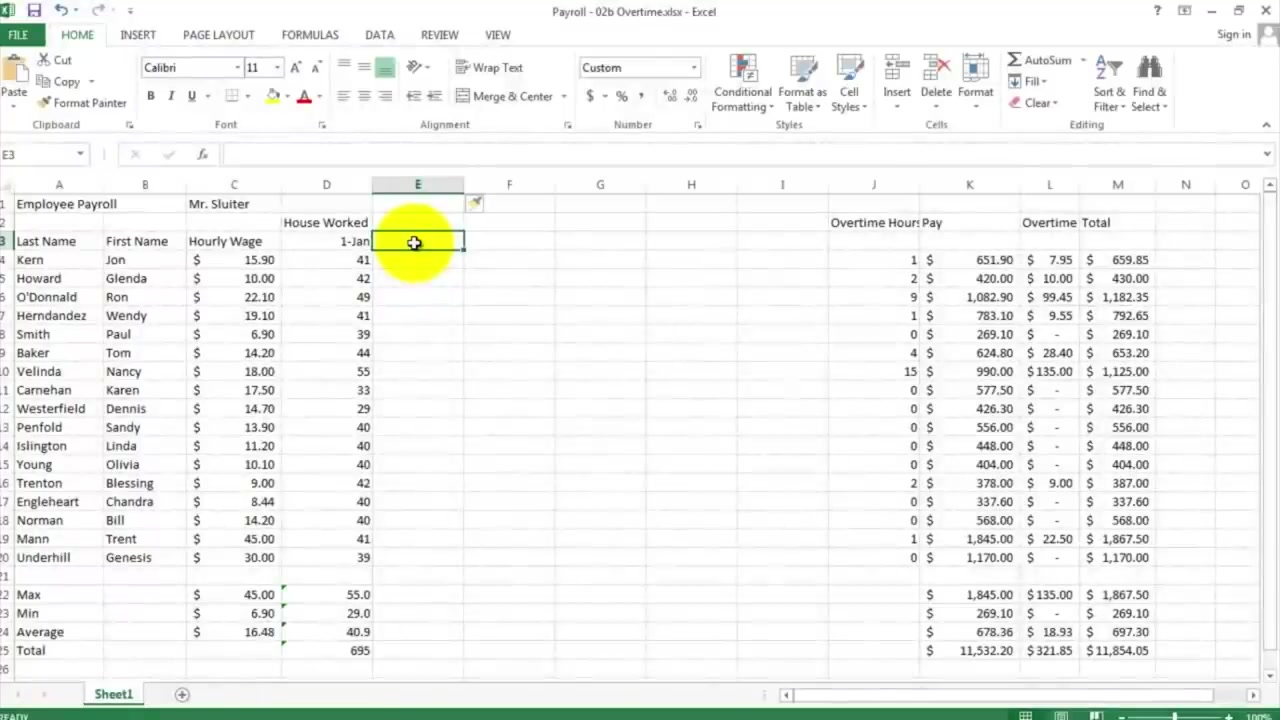 Payroll - 02b Overtime.xlsx - Excel
?
FILE HOME INSERT PAGE LAYOUT FORMULAS DATA REVIEW VIEW Sign in
Paste Cut Copy Format Painter Clipboard
Calibri 11 A A B I U A Font
Wrap Text Merge & Center Alignment
Custom $ % , Number
Conditional Formatting Format as Table Cell Styles Styles
Insert Delete Format Cells
AutoSum Fill Clear Sort & Filter Find & Select Editing
E3 fx
A B C D E F G H I J K L M N O
1 Employee Payroll Mr. Sluiter
2 House Worked Overtime Hours Pay Overtime Total
3 Last Name First Name Hourly Wage 1-Jan
4 Kern Jon $ 15.90 41 1 $ 651.90 $ 7.95 $ 659.85
5 Howard Glenda $ 10.00 42 2 $ 420.00 $ 10.00 $ 430.00
6 O'Donnald Ron $ 22.10 49 9 $ 1,082.90 $ 99.45 $ 1,182.35
7 Herndandez Wendy $ 19.10 41 1 $ 783.10 $ 9.55 $ 792.65
8 Smith Paul $ 6.90 39 0 $ 269.10 $ - $ 269.10
9 Baker Tom $ 14.20 44 4 $ 624.80 $ 28.40 $ 653.20
10 Velinda Nancy $ 18.00 55 15 $ 990.00 $135.00 $ 1,125.00
11 Carnehan Karen $ 17.50 33 0 $ 577.50 $ - $ 577.50
12 Westerfield Dennis $ 14.70 29 0 $ 426.30 $ - $ 426.30
13 Penfold Sandy $ 13.90 40 0 $ 556.00 $ - $ 556.00
14 Islington Linda $ 11.20 40 0 $ 448.00 $ - $ 448.00
15 Young Olivia $ 10.10 40 0 $ 404.00 $ - $ 404.00
16 Trenton Blessing $ 9.00 42 2 $ 378.00 $ 9.00 $ 387.00
17 Engleheart Chandra $ 8.44 40 0 $ 337.60 $ - $ 337.60
18 Norman Bill $ 14.20 40 0 $ 568.00 $ - $ 568.00
19 Mann Trent $ 45.00 41 1 $ 1,845.00 $ 22.50 $ 1,867.50
20 Underhill Genesis $ 30.00 39 0 $ 1,170.00 $ - $ 1,170.00
21
22 Max $ 45.00 55.0 $ 1,845.00 $135.00 $ 1,867.50
23 Min $ 6.90 29.0 $ 269.10 $ - $ 269.10
24 Average $ 16.48 40.9 $ 678.36 $ 18.93 $ 697.30
25 Total 695 $ 11,532.20 $321.85 $11,854.05
26
Sheet1
READY 100%